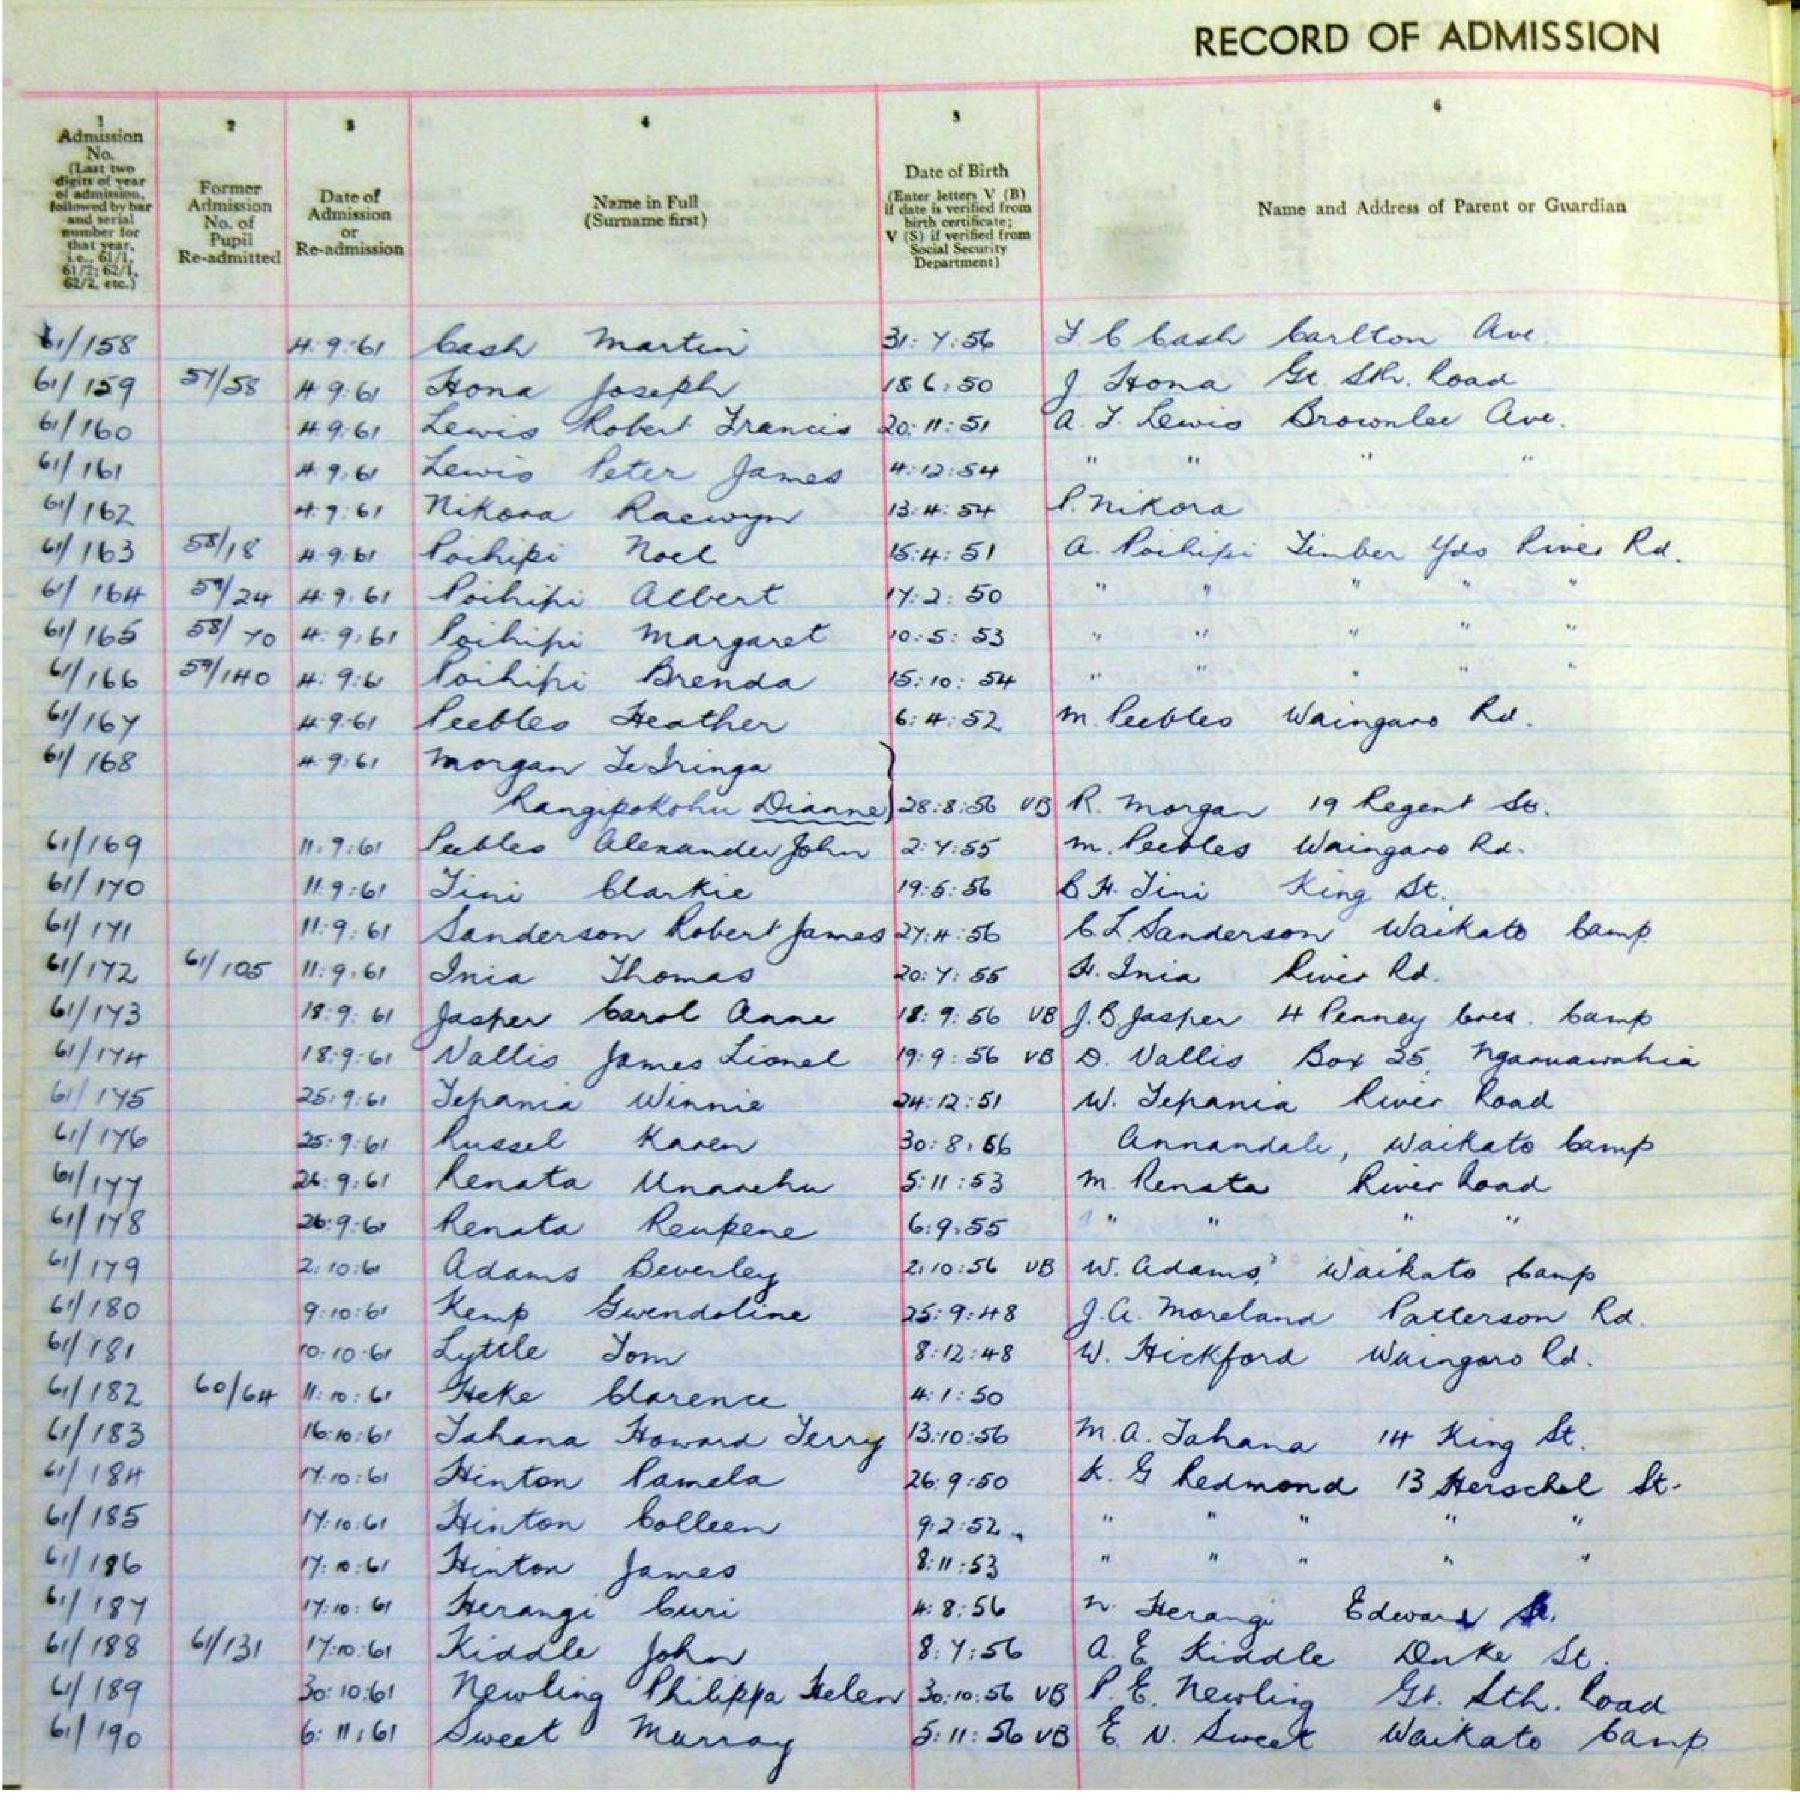 RECORD OF ADMISSION
1 2 3 4 5 6
Admission No. (Last two digits of year of admission, followed by bar and serial number for that year, i.e., 61/1, 61/2; 62/1, 62/2, etc.)
Former Admission No. of Pupil Re-admitted
Date of Admission or Re-admission
Name in Full (Surname first)
Date of Birth (Enter letters V (B) if date is verified from birth certificate; V (S) if verified from Social Security Department)
Name and Address of Parent or Guardian
61/158 4:9:61 Cash Martin 31:7:56 F C Cash Carlton Ave.
61/159 57/58 4:9:61 Hona Joseph 18:6:50 J Hona Gt. Sth. Road
61/160 4:9:61 Lewis Robert Francis 20:11:51 A. F. Lewis Brownlee Ave.
61/161 4:9:61 Lewis Peter James 4:12:54 " " " "
61/162 4:9:61 Nikora Raewyn 13:4:54 P. Nikora
61/163 58/18 4:9:61 Poihipi Noel 15:4:51 A. Poihipi Timber Yds River Rd.
61/164 59/24 4:9:61 Poihipi Albert 17:2:50 " " " " "
61/165 58/70 4:9:61 Poihipi Margaret 10:5:53 " " " " "
61/166 59/140 4:9:61 Poihipi Brenda 15:10:54 " " " " "
61/167 4:9:61 Peebles Heather 6:4:52 M. Peebles Waingaro Rd.
61/168 4:9:61 Morgan Te Iringa
Rangipokohu Dianne 28:8:56 VB R. Morgan 19 Regent St.
61/169 11:9:61 Peebles Alexander John 2:7:55 M. Peebles Waingaro Rd.
61/170 11:9:61 Tini Clarkie 19:5:56 C H. Tini King St.
61/171 11:9:61 Sanderson Robert James 27:4:56 C L Sanderson Waikato Camp
61/172 61/105 11:9:61 Inia Thomas 20:7:55 H. Inia River Rd.
61/173 18:9:61 Jasper Carol Anne 18:9:56 VB J. B Jasper 4 Penney Cres. Camp
61/174 18:9:61 Vallis James Lionel 19:9:56 VB D. Vallis Box 25, Ngaruawahia
61/175 25:9:61 Tepania Winnie 24:12:51 W. Tepania River Road
61/176 25:9:61 Russel Karen 30:8:56 Annandale, Waikato Camp
61/177 26:9:61 Renata Unaaehu 5:11:53 M. Renata River Road
61/178 26:9:61 Renata Reupene 6:9:55 " " " "
61/179 2:10:61 Adams Beverley 2:10:56 VB W. Adams, Waikato Camp
61/180 9:10:61 Kemp Gwendoline 25:9:48 J. A. Moreland Patterson Rd.
61/181 10:10:61 Lyttle Tom 8:12:48 W. Hickford Waingaro Rd.
61/182 60/64 11:10:61 Heke Clarence 4:1:50
61/183 16:10:61 Tahana Howard Terry 13:10:56 M. A. Tahana 14 King St.
61/184 17:10:61 Hinton Pamela 26:9:50 K. G Redmond 13 Herschel St.
61/185 17:10:61 Hinton Colleen 9:2:52 " " " " "
61/186 17:10:61 Hinton James 8:11:53 " " " " "
61/187 17:10:61 Herangi Curi 4:8:56 Herangi Edward St.
61/188 61/131 17:10:61 Kiddle John 8:7:56 A. E Kiddle Duke St.
61/189 30:10:61 Newling Philippa Helen 30:10:56 VB P. E. Newling Gt. Sth. Road
61/190 6:11:61 Sweet Murray 5:11:56 VB E. N. Sweet Waikato Camp